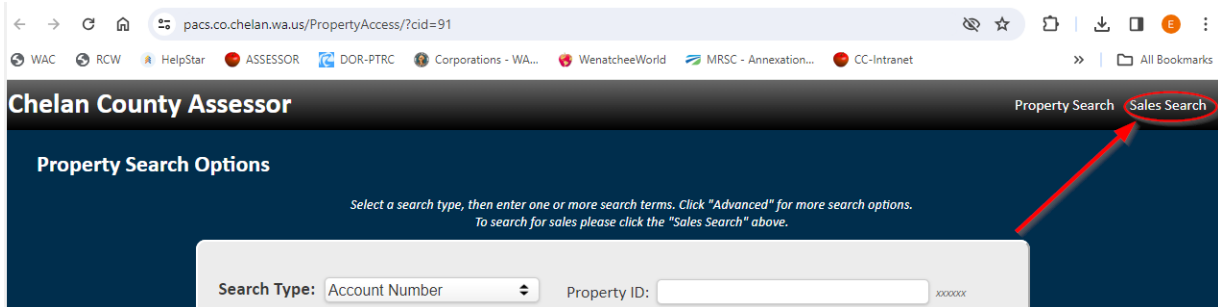 pacs.co.chelan.wa.us/PropertyAccess/?cid=91 E
WAC RCW HelpStar ASSESSOR DOR-PTRC Corporations - WA... WenatcheeWorld MRSC - Annexation... CC-Intranet » All Bookmarks
Chelan County Assessor Property Search Sales Search
Property Search Options
Select a search type, then enter one or more search terms. Click "Advanced" for more search options.
To search for sales please click the "Sales Search" above.
Search Type: Account Number Property ID: xxxxxx